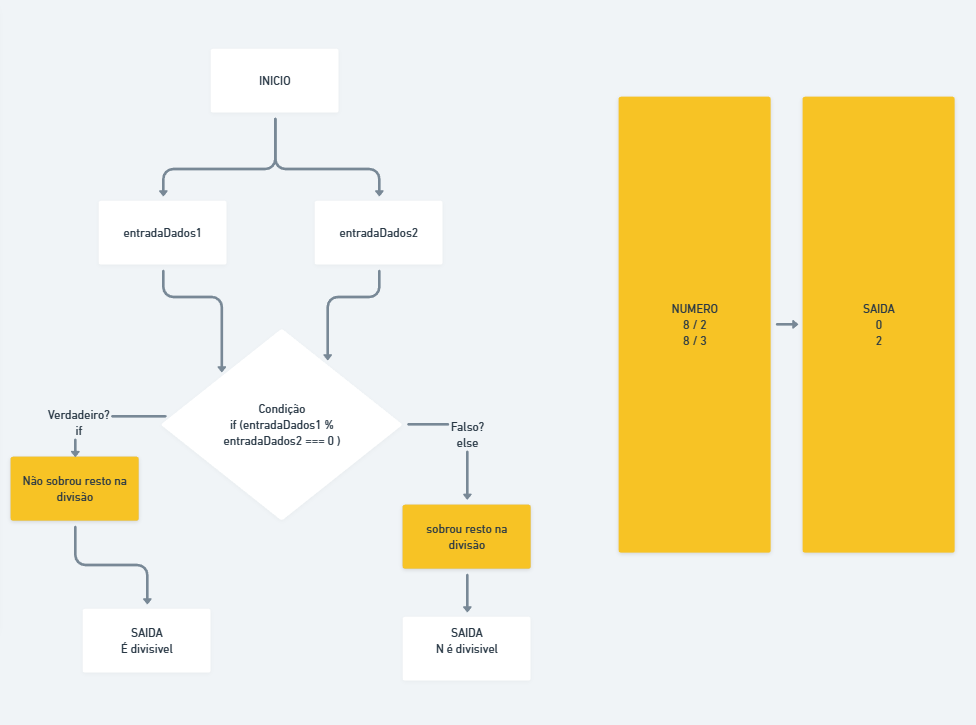 INICIO
entradaDados1
entradaDados2
Condição
if (entradaDados1 %
entradaDados2 === 0 )
Verdadeiro?
if
Falso?
else
Não sobrou resto na
divisão
sobrou resto na
divisão
SAIDA
É divisivel
SAIDA
N é divisivel
NUMERO
8 / 2
8 / 3
SAIDA
0
2